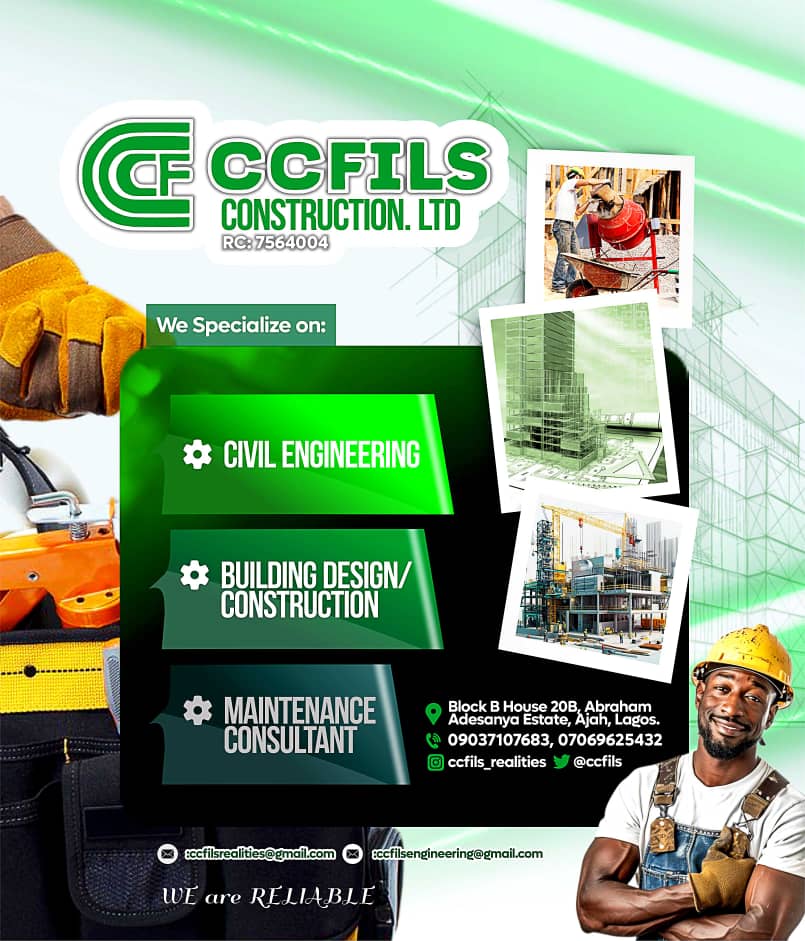 CCF
CCFILS
CONSTRUCTION. LTD
RC: 7564004
We Specialize on:
CIVIL ENGINEERING
BUILDING DESIGN/
CONSTRUCTION
MAINTENANCE
CONSULTANT
Block B House 20B, Abraham
Adesanya Estate, Ajah, Lagos.
09037107683, 07069625432
ccfils_realities @ccfils
:ccfilsrealities@gmail.com :ccfilsengineering@gmail.com
WE are RELIABLE